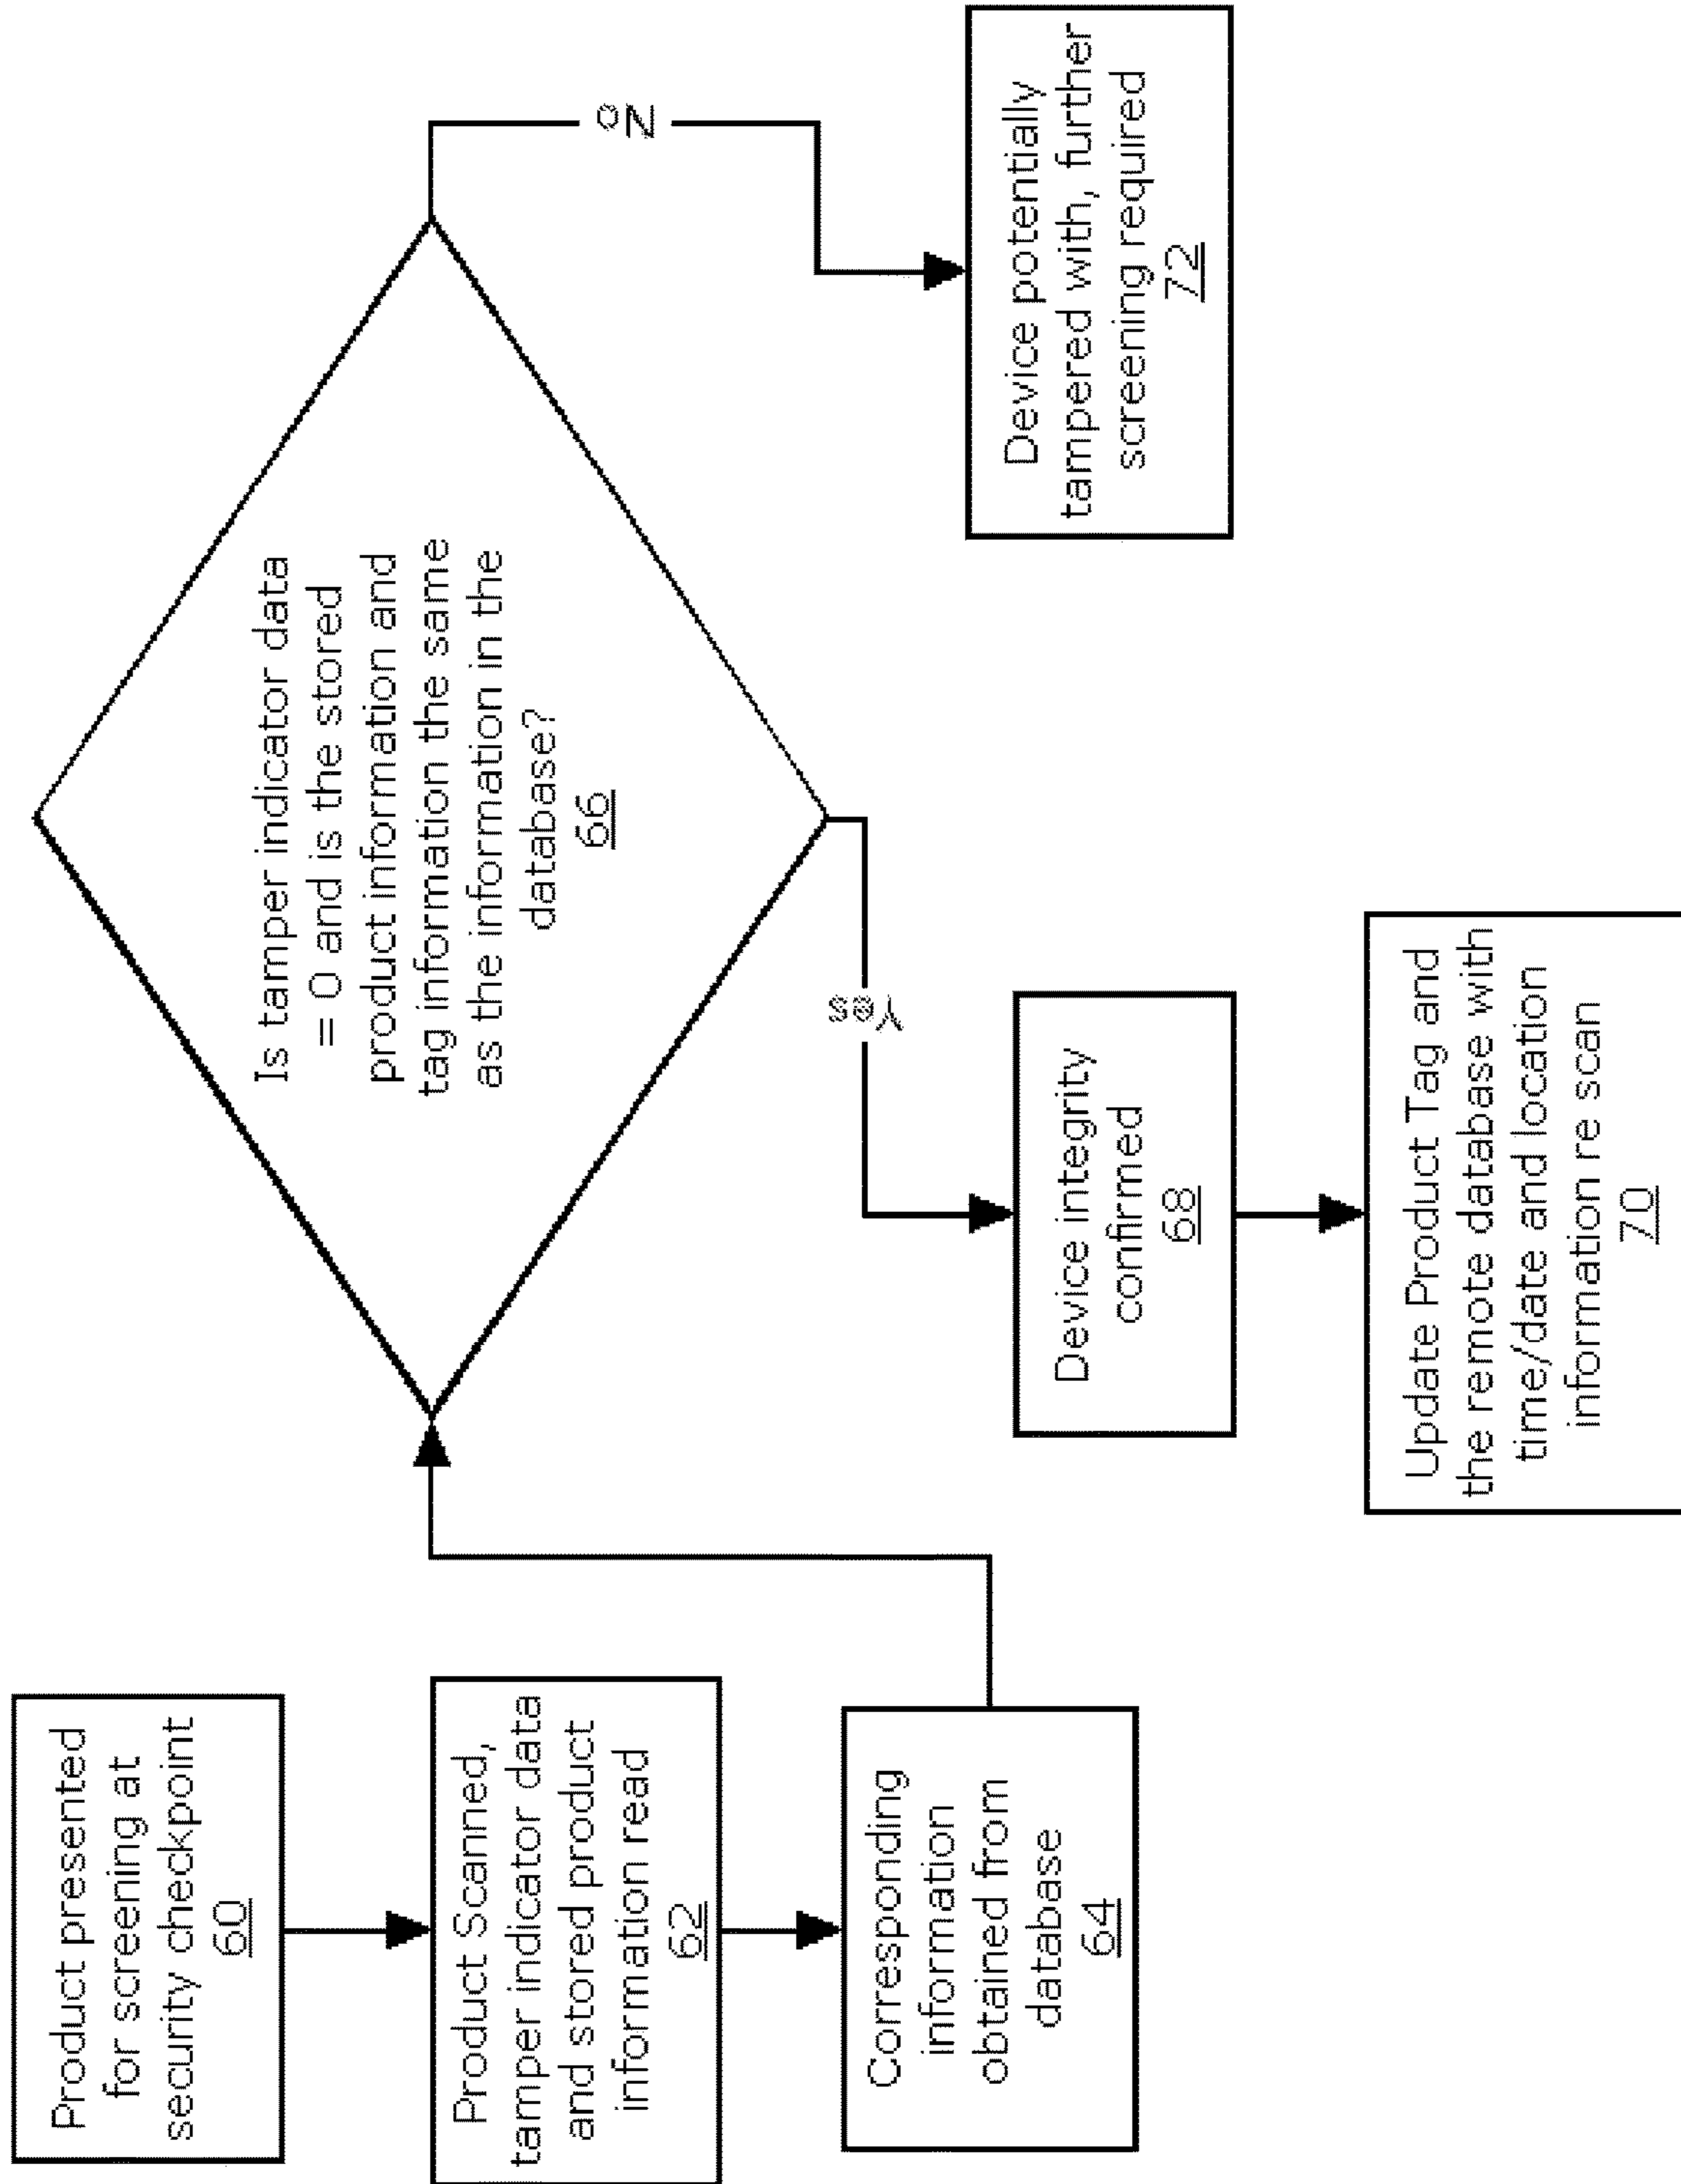 Product presented
for screening at
security checkpoint
60
Product Scanned,
tamper indicator data
and stored product
information read
62
Corresponding
information
obtained from
database
64
Is tamper indicator data
= 0 and is the stored
product information and
tag information the same
as the information in the
database?
66
Yes
No
Device integrity
confirmed
68
Update Product Tag and
the remote database with
time/date and location
information re scan
70
Device potentially
tampered with, further
screening required
72